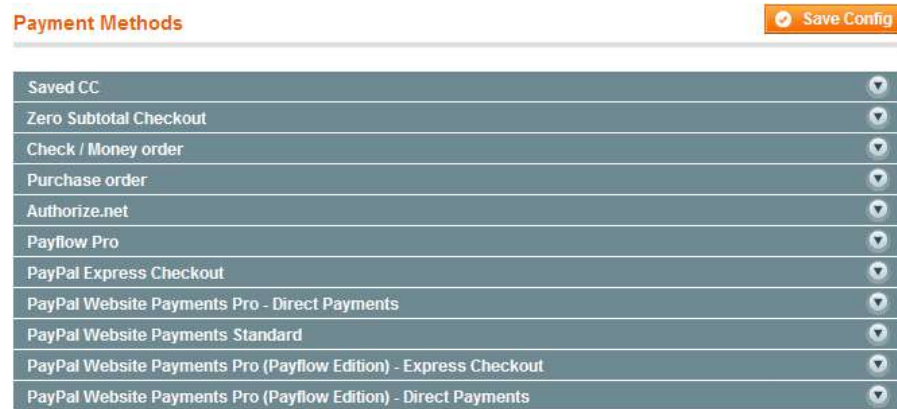 Payment Methods
Save Config
Saved CC
Zero Subtotal Checkout
Check / Money order
Purchase order
Authorize.net
Payflow Pro
PayPal Express Checkout
PayPal Website Payments Pro - Direct Payments
PayPal Website Payments Standard
PayPal Website Payments Pro (Payflow Edition) - Express Checkout
PayPal Website Payments Pro (Payflow Edition) - Direct Payments